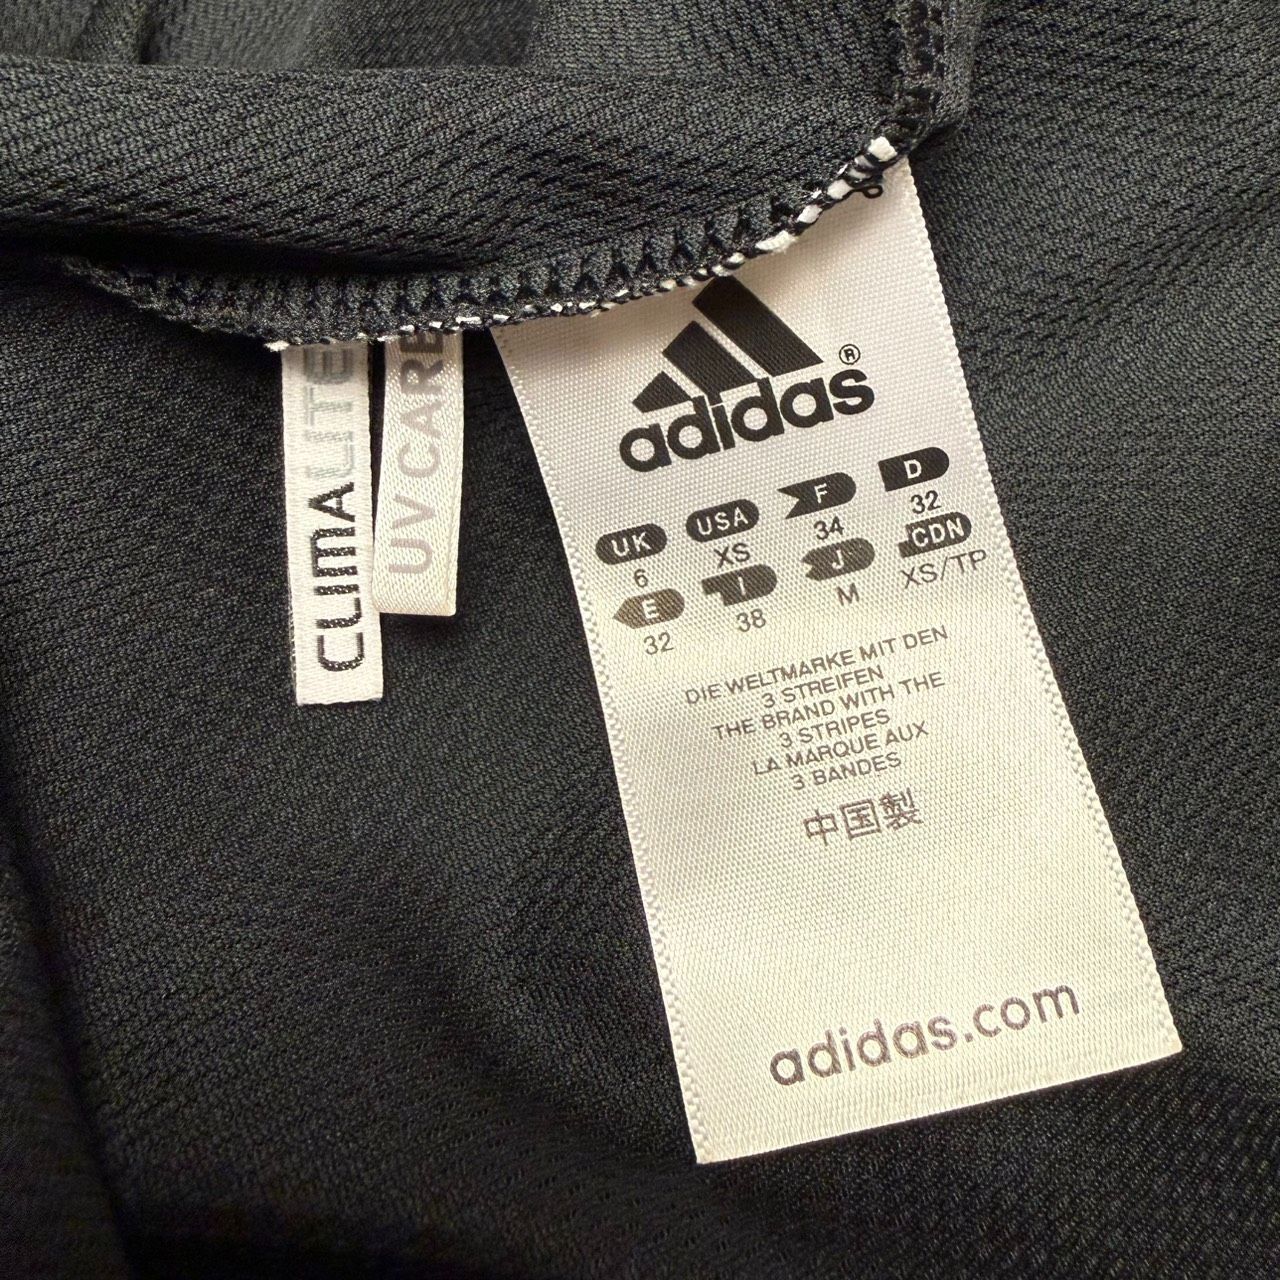 CLIMALITE
UV CARE
adidas®
UK USA F D
6 XS 34 32
E I J CDN
32 38 M XS/TP
DIE WELTMARKE MIT DEN
3 STREIFEN
THE BRAND WITH THE
3 STRIPES
LA MARQUE AUX
3 BANDES
中国製
adidas.com